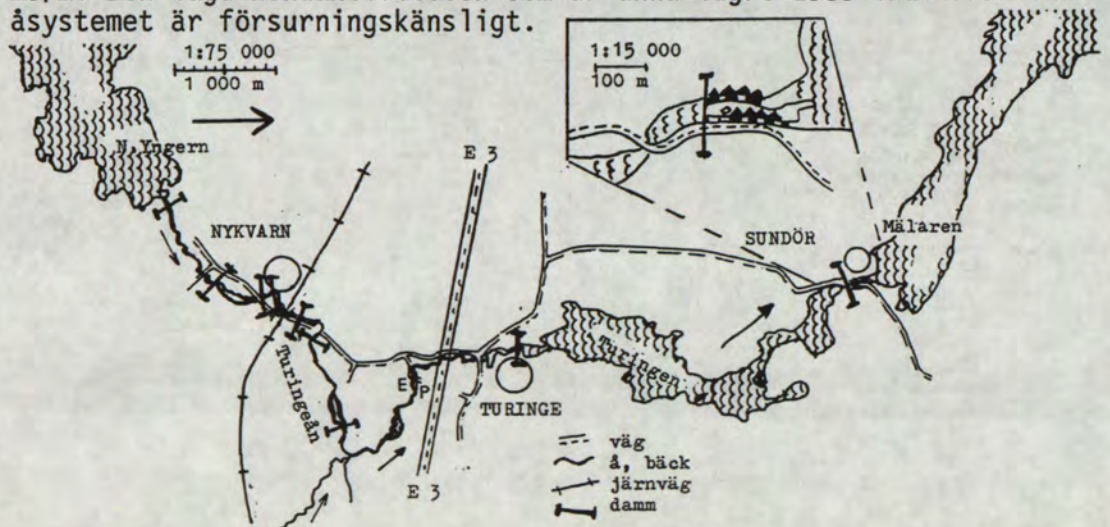 åsystemet är försurningskänsligt.
1:75 000
1 000 m
1:15 000
100 m
N.Yngern
E 3
NYKVARN
SUNDÖR
Mälaren
Turingeån
Turingen
E P
TURINGE
E 3
väg
å, bäck
järnväg
damm